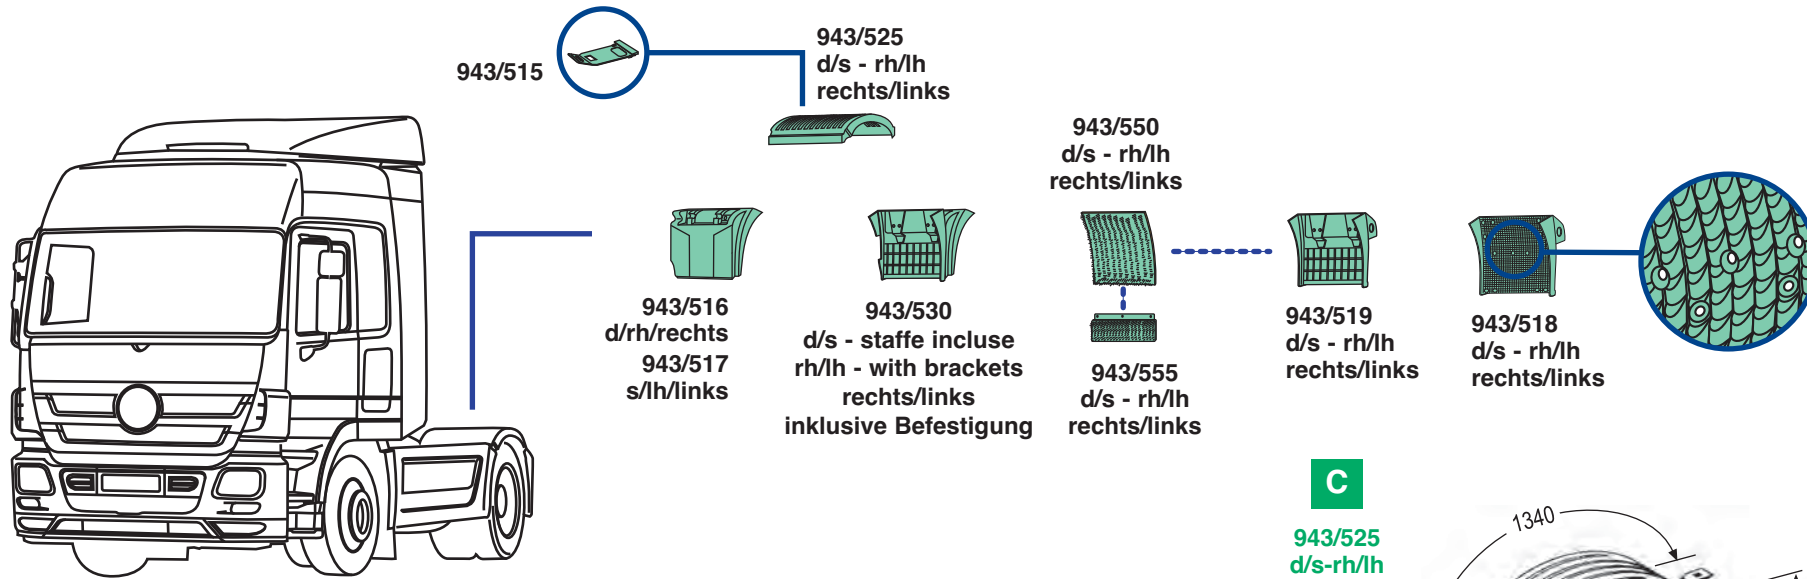 943/515
943/525
d/s - rh/lh
rechts/links
943/550
d/s - rh/lh
rechts/links
943/516
d/rh/rechts
943/517
s/lh/links
943/530
d/s - staffe incluse
rh/lh - with brackets
rechts/links
inklusive Befestigung
943/555
d/s - rh/lh
rechts/links
943/519
d/s - rh/lh
rechts/links
943/518
d/s - rh/lh
rechts/links
C
943/525
d/s-rh/lh
1340